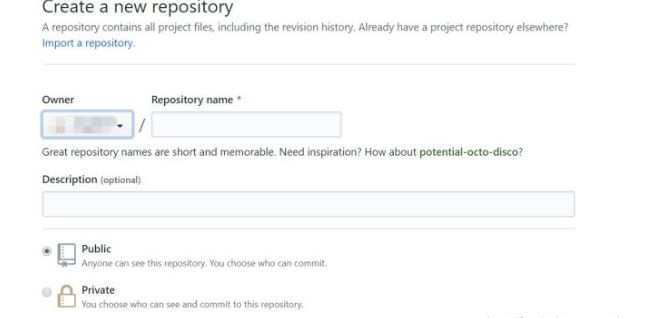 Create a new repository
A repository contains all project files, including the revision history. Already have a project repository elsewhere?
Import a repository.
Owner
Repository name *
/
Great repository names are short and memorable. Need inspiration? How about potential-octo-disco?
Description (optional)
Public
Anyone can see this repository. You choose who can commit.
Private
You choose who can see and commit to this repository.